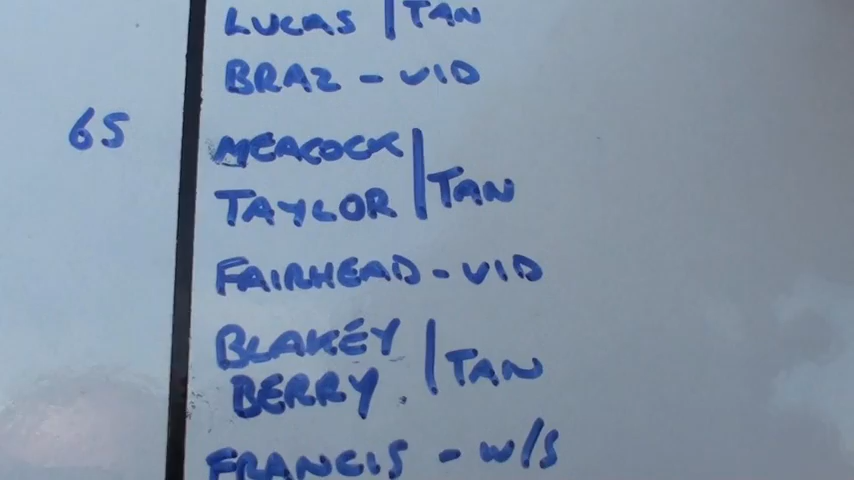 LUCAS | TAN
BRAZ - VID
65 MEACOCK
TAYLOR | TAN
FAIRHEAD - VID
BLAKEY
BERRY | TAN
FRANCIS - W/S